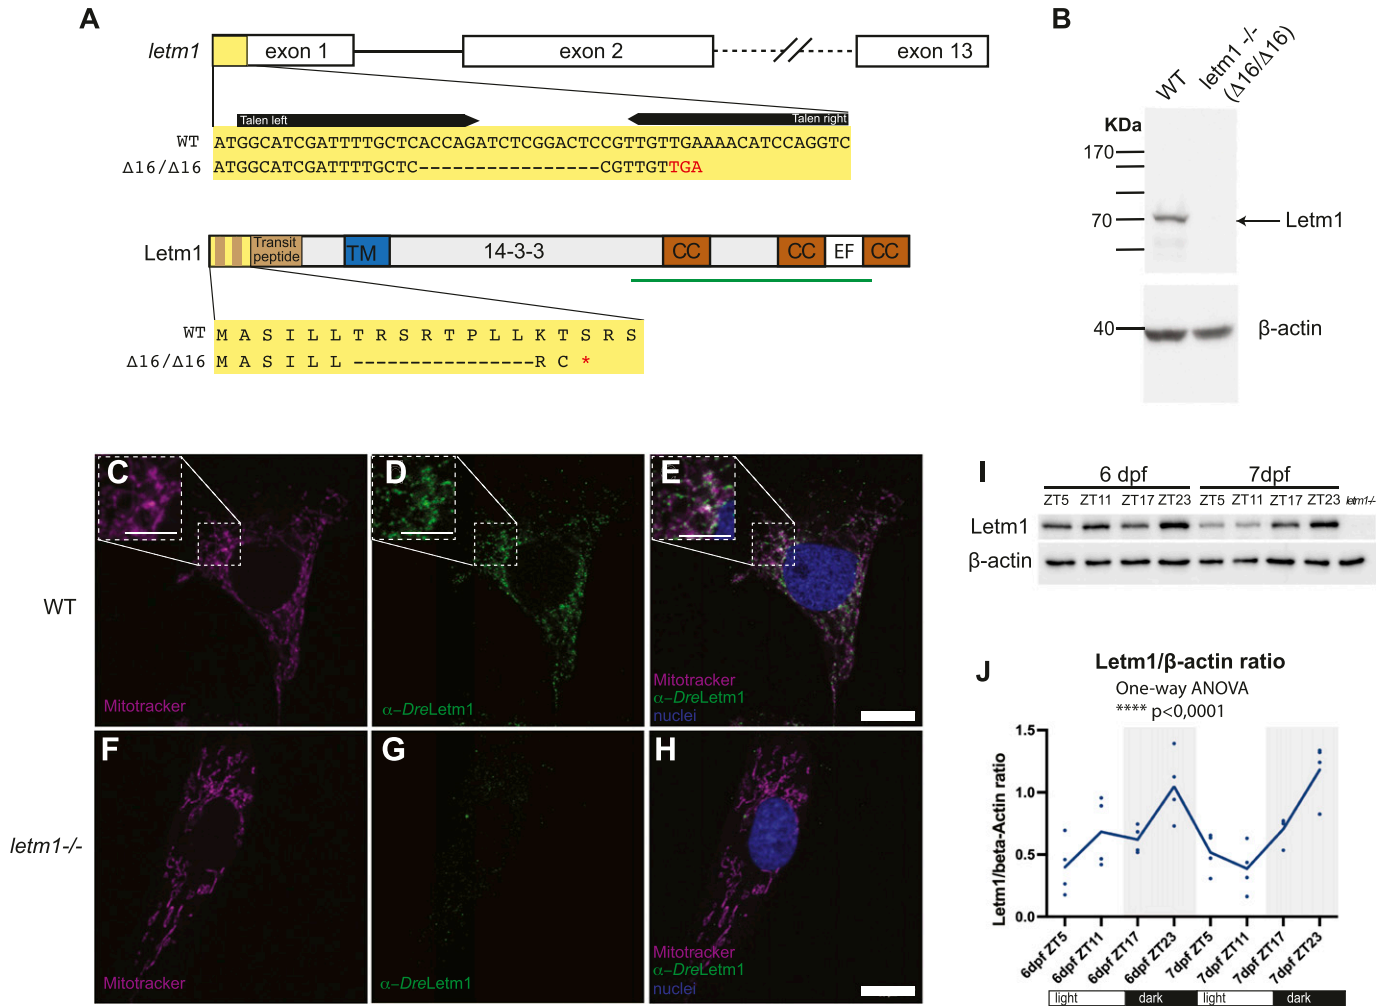 A
letm1
exon 1
exon 2
exon 13
Talen left
Talen right
WT
ATGGCATCGATTTTGCTCACCAGATCTCGGACTCCGTTGTTGAAAACATCCAGGTC
Δ16/Δ16
ATGGCATCGATTTTGCTC----------------CGTTGTTGA
Letm1
Transit peptide
TM
14-3-3
CC
CC
EF
CC
WT
M A S I L L T R S R T P L L K T S R S
Δ16/Δ16
M A S I L L ----------------R C *
B
WT
letm1 -/-
(Δ16/Δ16)
KDa
170
70
Letm1
40
β-actin
C
Mitotracker
D
α-DreLetm1
E
Mitotracker
α-DreLetm1
nuclei
WT
F
Mitotracker
G
α-DreLetm1
H
Mitotracker
α-DreLetm1
nuclei
letm1-/-
I
6 dpf
7dpf
ZT5 ZT11 ZT17 ZT23 ZT5 ZT11 ZT17 ZT23 letm1-/-
Letm1
β-actin
J
Letm1/β-actin ratio
One-way ANOVA
**** p<0,0001
Letm1/beta-Actin ratio
1.5
1.0
0.5
0.0
6dpf ZT5
6dpf ZT11
6dpf ZT17
6dpf ZT23
7dpf ZT5
7dpf ZT11
7dpf ZT17
7dpf ZT23
light
dark
light
dark